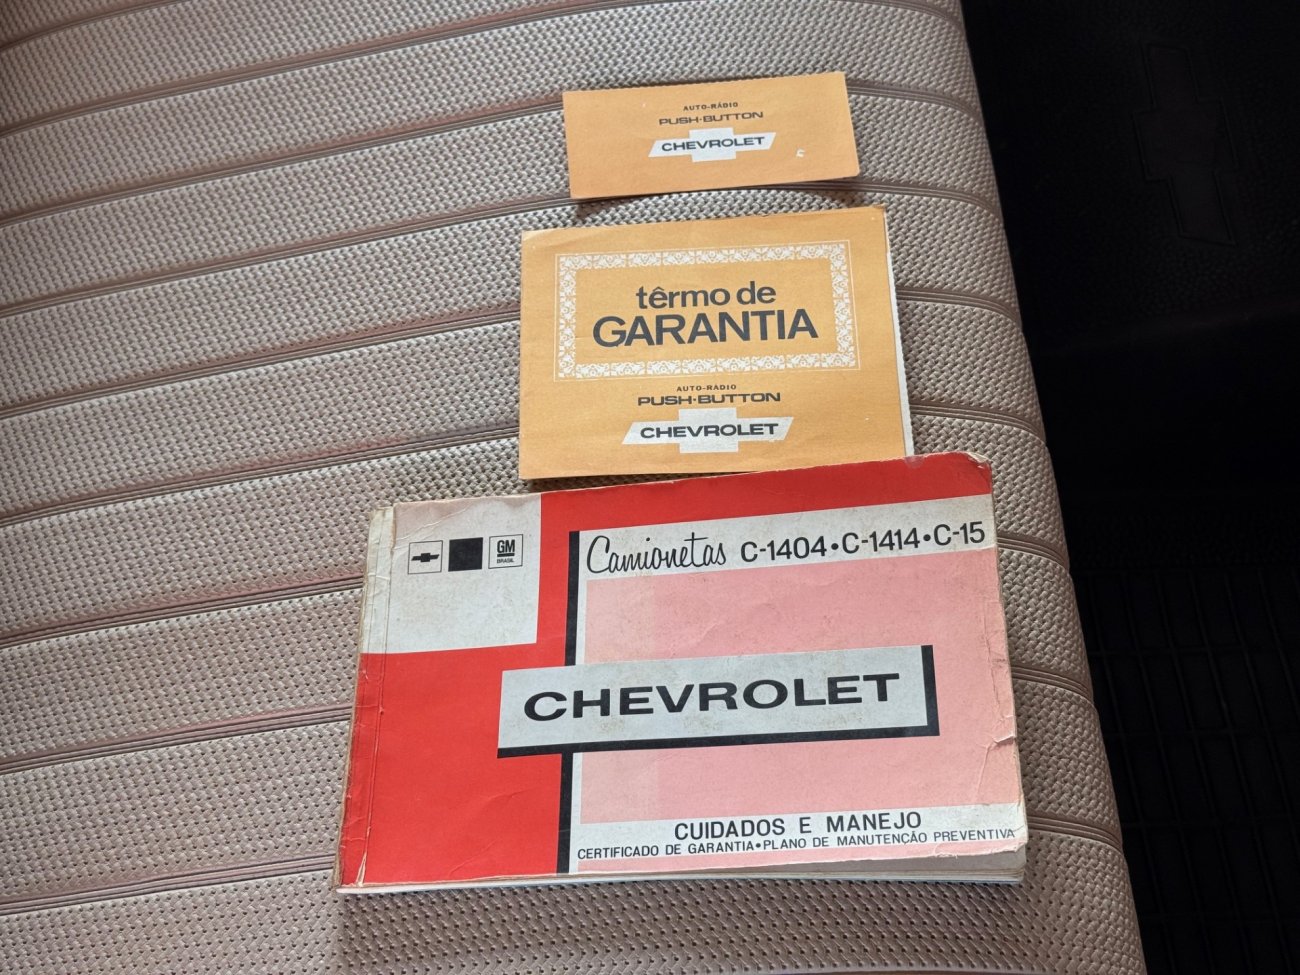 AUTO-RÁDIO
PUSH-BUTTON
CHEVROLET
têrmo de
GARANTIA
AUTO-RÁDIO
PUSH-BUTTON
CHEVROLET
GM
BRASIL
Camionetas C-1404•C-1414•C-15
CHEVROLET
CUIDADOS E MANEJO
CERTIFICADO DE GARANTIA•PLANO DE MANUTENÇÃO PREVENTIVA